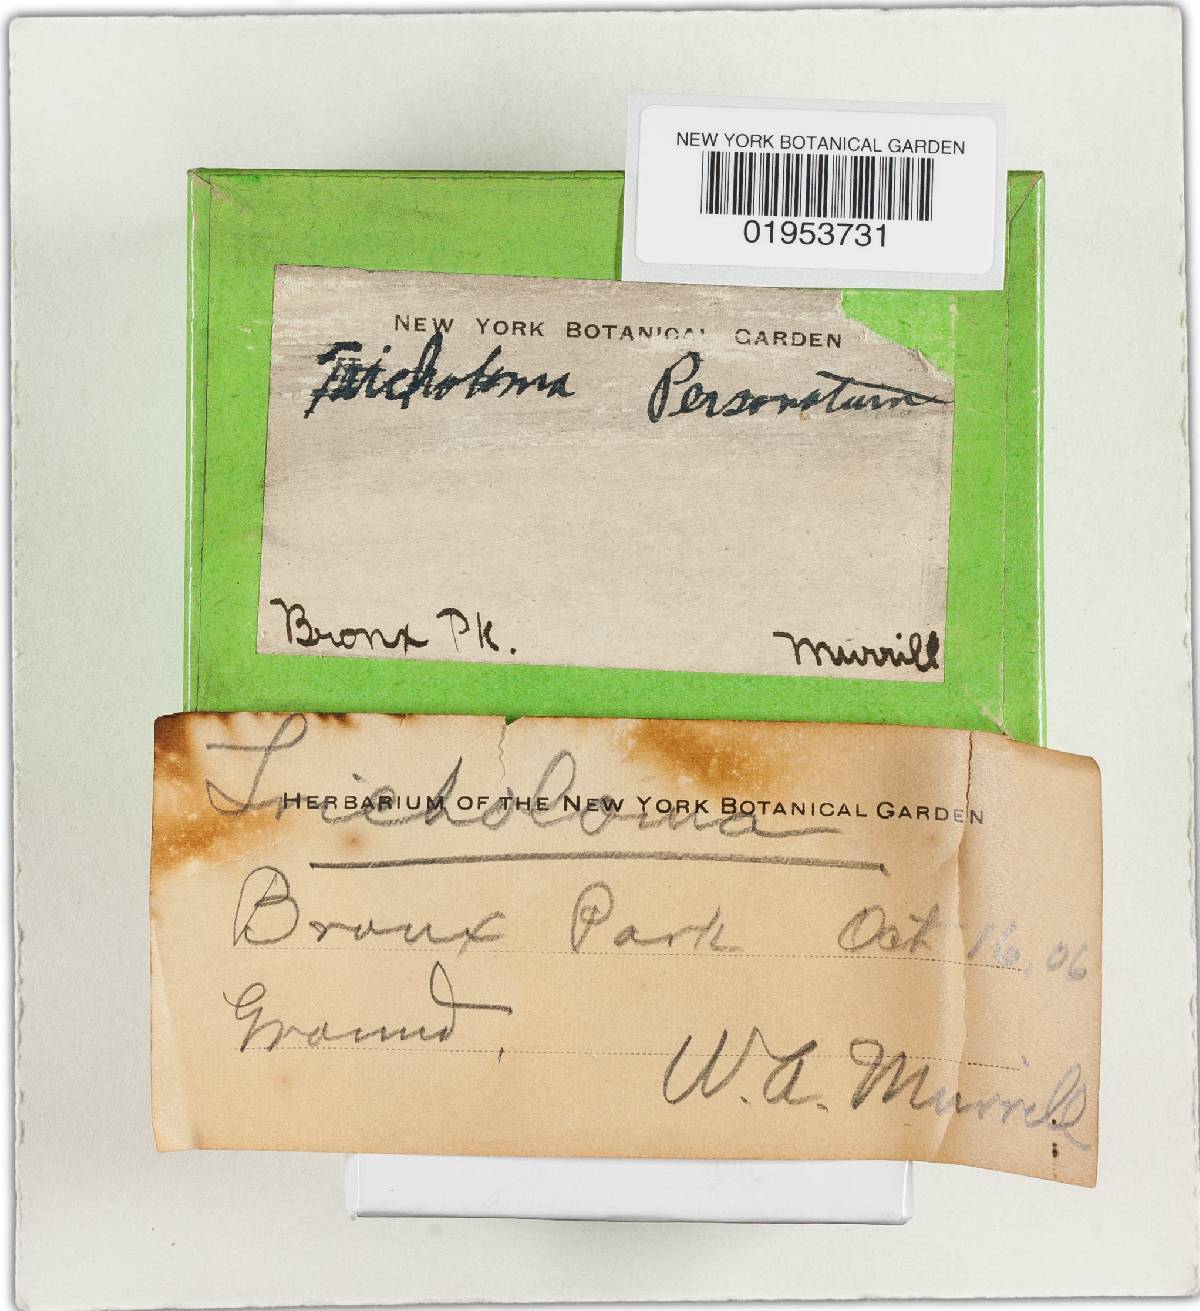 NEW YORK BOTANICAL GARDEN
01953731
NEW YORK BOTANICAL GARDEN
Tricholoma Personatum
Bronx Pk. Murrill
Tricholoma
HERBARIUM OF THE NEW YORK BOTANICAL GARDEN
Bronx Park Oct 16, 06
Ground,
W. A. Murrill